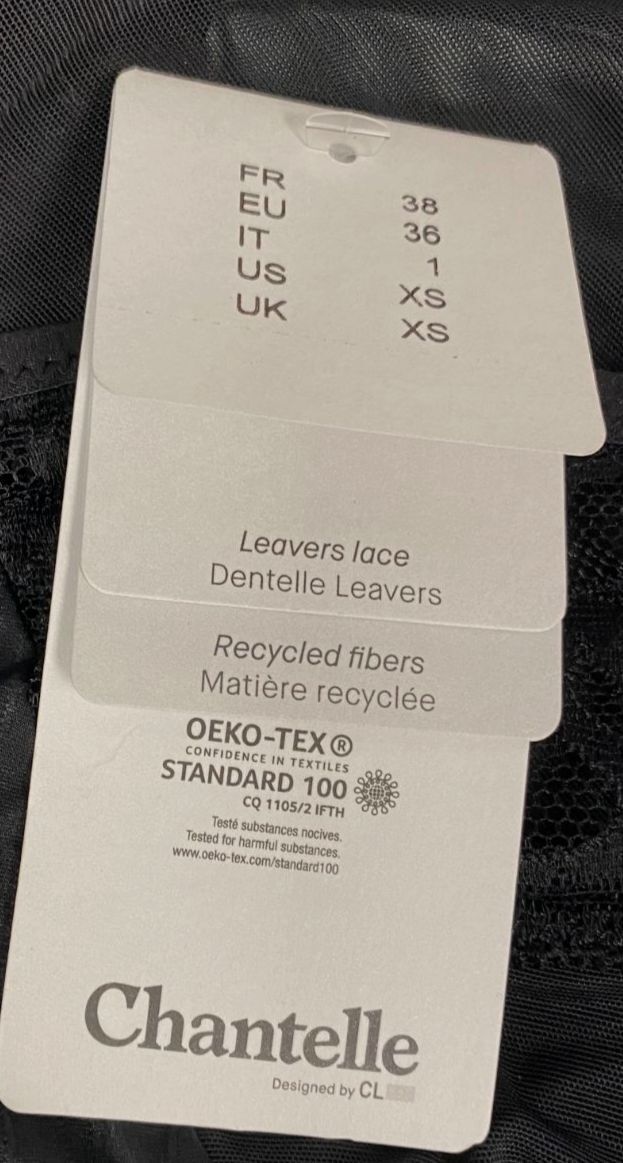 FR 38
EU 36
IT 1
US XS
UK XS
Leavers lace
Dentelle Leavers
Recycled fibers
Matière recyclée
OEKO-TEX®
CONFIDENCE IN TEXTILES
STANDARD 100
CQ 1105/2 IFTH
Testé substances nocives.
Tested for harmful substances.
www.oeko-tex.com/standard100
Chantelle
Designed by CL